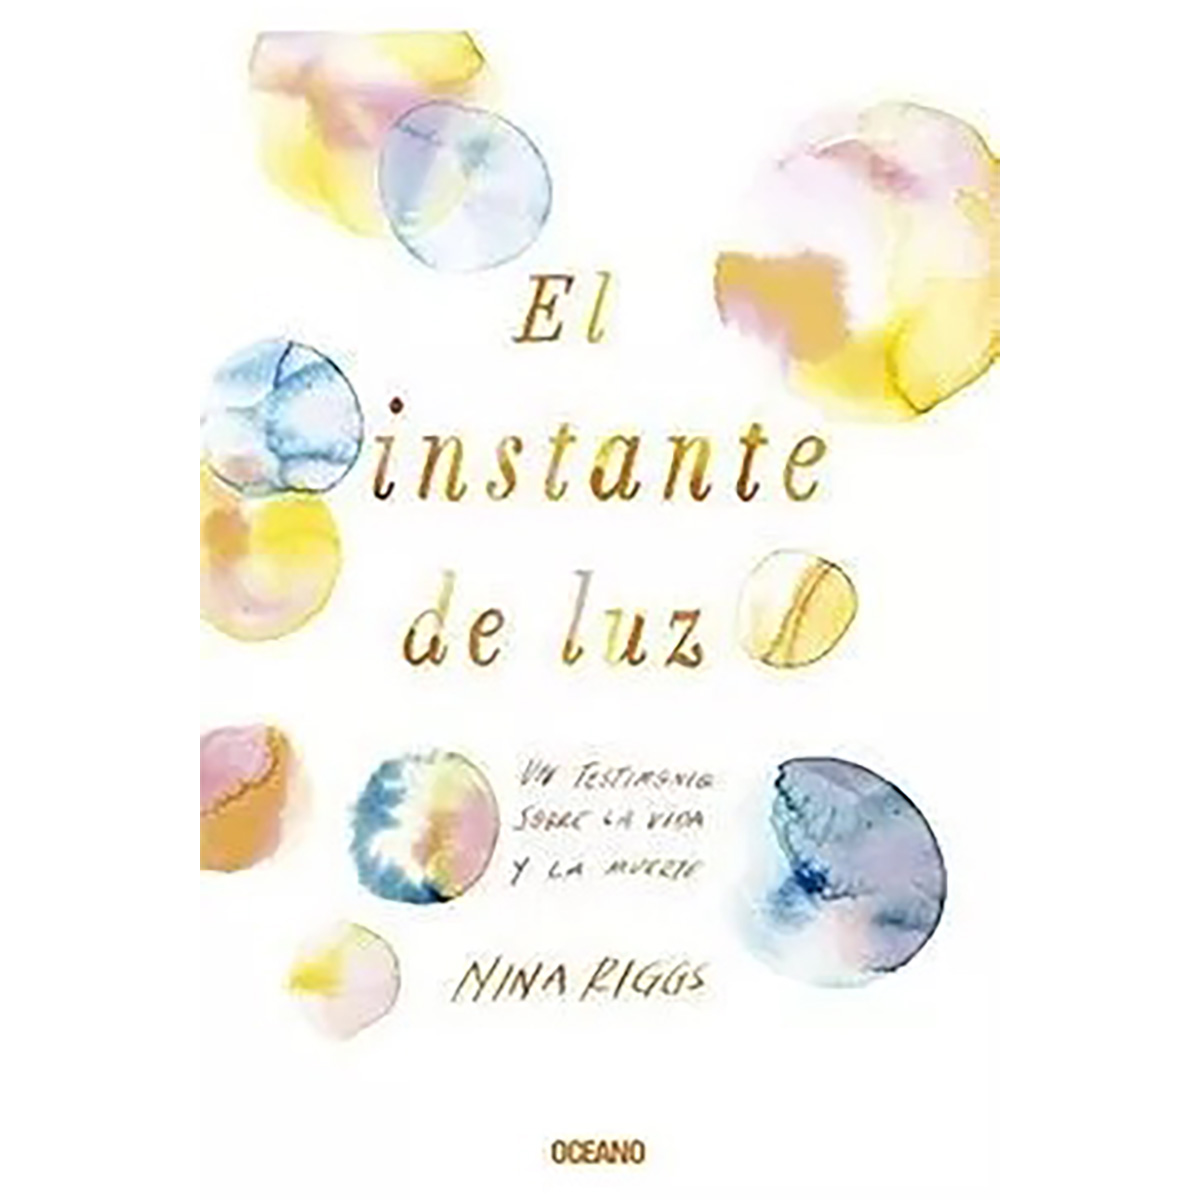 El
instante
de luz
UN TESTIMONIO
SOBRE LA VIDA
Y LA MUERTE
NINA RIGGS
OCEANO